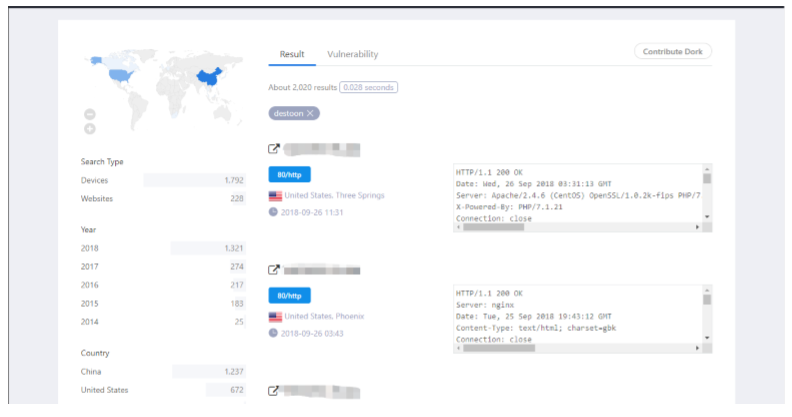 Result Vulnerability Contribute Dork
About 2,020 results 0.028 seconds
destoon ×
Search Type
Devices 1,792
Websites 228
Year
2018 1,321
2017 274
2016 217
2015 183
2014 25
Country
China 1,237
United States 672
80/http
United States, Three Springs
2018-09-26 11:31
HTTP/1.1 200 OK
Date: Wed, 26 Sep 2018 03:31:13 GMT
Server: Apache/2.4.6 (CentOS) OpenSSL/1.0.2k-fips PHP/7
X-Powered-By: PHP/7.1.21
Connection: close
80/http
United States, Phoenix
2018-09-26 03:43
HTTP/1.1 200 OK
Server: nginx
Date: Tue, 25 Sep 2018 19:43:12 GMT
Content-Type: text/html; charset=gbk
Connection: close